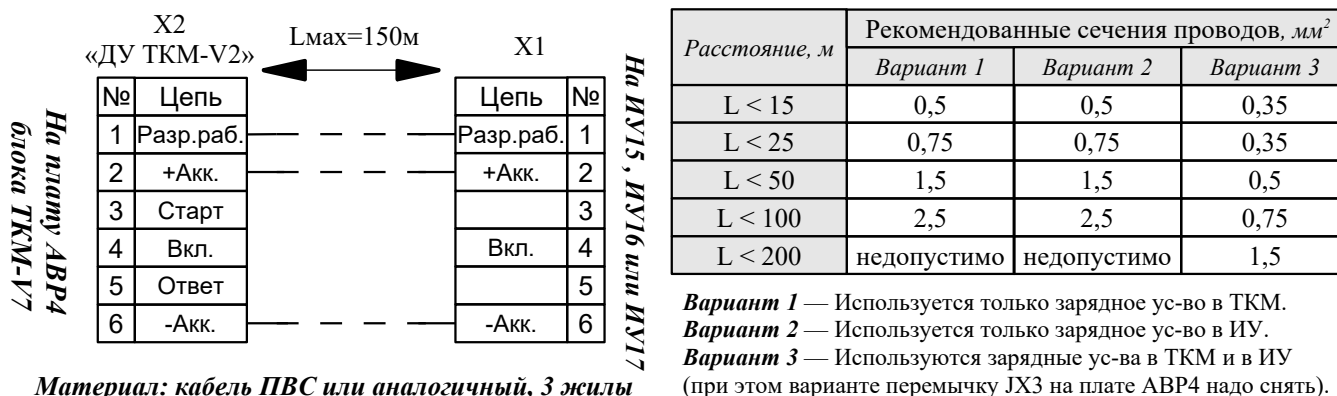 X2
«ДУ ТКМ-V2»
Lмах=150м
X1
На плату АВР4
блока ТКМ-V7
№ Цепь
1 Разр.раб.
2 +Акк.
3 Старт
4 Вкл.
5 Ответ
6 -Акк.
Цепь №
Разр.раб. 1
+Акк. 2
3
Вкл. 4
5
-Акк. 6
На ИУ15 , ИУ16 или ИУ17
Материал: кабель ПВС или аналогичный, 3 жилы
Расстояние, м Рекомендованные сечения проводов, мм²
Вариант 1 Вариант 2 Вариант 3
L < 15 0,5 0,5 0,35
L < 25 0,75 0,75 0,35
L < 50 1,5 1,5 0,5
L < 100 2,5 2,5 0,75
L < 200 недопустимо недопустимо 1,5
Вариант 1 — Используется только зарядное ус-во в ТКМ.
Вариант 2 — Используется только зарядное ус-во в ИУ.
Вариант 3 — Используются зарядные ус-ва в ТКМ и в ИУ
(при этом варианте перемычку JX3 на плате АВР4 надо снять).